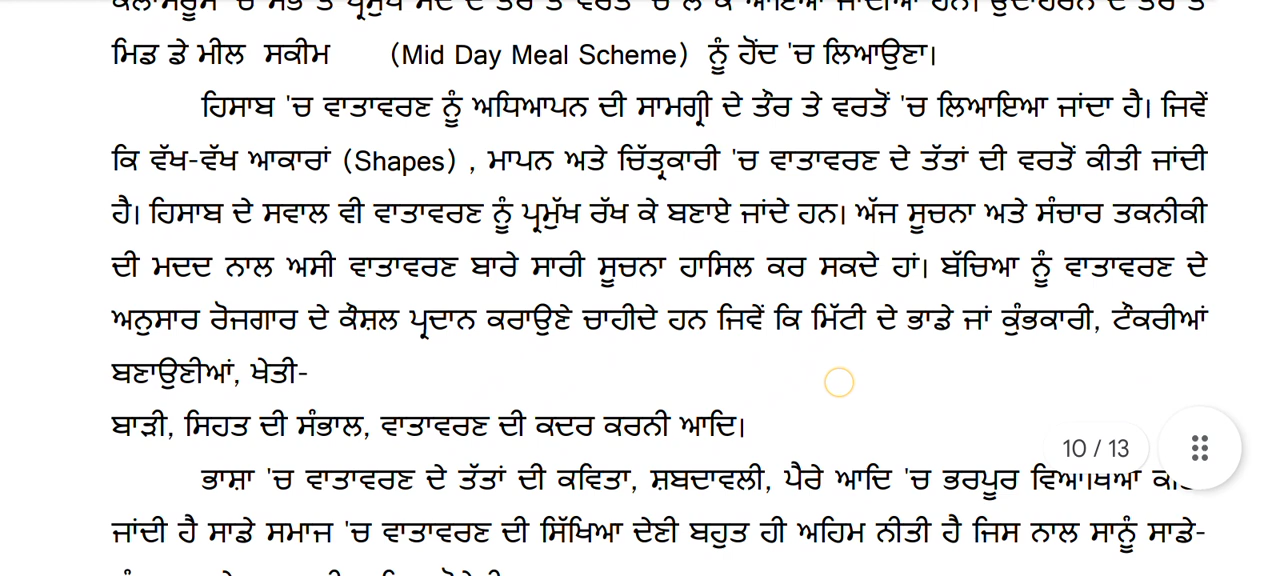 ਮਿਡ ਡੇ ਮੀਲ ਸਕੀਮ (Mid Day Meal Scheme) ਨੂੰ ਹੋਂਦ 'ਚ ਲਿਆਉਣਾ।
ਹਿਸਾਬ 'ਚ ਵਾਤਾਵਰਣ ਨੂੰ ਅਧਿਆਪਨ ਦੀ ਸਾਮਗ੍ਰੀ ਦੇ ਤੌਰ ਤੇ ਵਰਤੋਂ 'ਚ ਲਿਆਇਆ ਜਾਂਦਾ ਹੈ। ਜਿਵੇਂ
ਕਿ ਵੱਖ-ਵੱਖ ਆਕਾਰਾਂ (Shapes) , ਮਾਪਨ ਅਤੇ ਚਿੱਤ੍ਰਕਾਰੀ 'ਚ ਵਾਤਾਵਰਣ ਦੇ ਤੱਤਾਂ ਦੀ ਵਰਤੋਂ ਕੀਤੀ ਜਾਂਦੀ
ਹੈ। ਹਿਸਾਬ ਦੇ ਸਵਾਲ ਵੀ ਵਾਤਾਵਰਣ ਨੂੰ ਪ੍ਰਮੁੱਖ ਰੱਖ ਕੇ ਬਣਾਏ ਜਾਂਦੇ ਹਨ। ਅੱਜ ਸੂਚਨਾ ਅਤੇ ਸੰਚਾਰ ਤਕਨੀਕੀ
ਦੀ ਮਦਦ ਨਾਲ ਅਸੀ ਵਾਤਾਵਰਣ ਬਾਰੇ ਸਾਰੀ ਸੂਚਨਾ ਹਾਸਿਲ ਕਰ ਸਕਦੇ ਹਾਂ। ਬੱਚਿਆ ਨੂੰ ਵਾਤਾਵਰਣ ਦੇ
ਅਨੁਸਾਰ ਰੋਜਗਾਰ ਦੇ ਕੌਸ਼ਲ ਪ੍ਰਦਾਨ ਕਰਾਉਣੇ ਚਾਹੀਦੇ ਹਨ ਜਿਵੇਂ ਕਿ ਮਿੱਟੀ ਦੇ ਭਾਡੇ ਜਾਂ ਕੁੰਭਕਾਰੀ, ਟੌਕਰੀਆਂ
ਬਣਾਉਣੀਆਂ, ਖੇਤੀ-
ਬਾੜੀ, ਸਿਹਤ ਦੀ ਸੰਭਾਲ, ਵਾਤਾਵਰਣ ਦੀ ਕਦਰ ਕਰਨੀ ਆਦਿ।
10 / 13
ਭਾਸ਼ਾ 'ਚ ਵਾਤਾਵਰਣ ਦੇ ਤੱਤਾਂ ਦੀ ਕਵਿਤਾ, ਸ਼ਬਦਾਵਲੀ, ਪੈਰੇ ਆਦਿ 'ਚ ਭਰਪੂਰ ਵਿਆਖਿਆ
ਜਾਂਦੀ ਹੈ ਸਾਡੇ ਸਮਾਜ 'ਚ ਵਾਤਾਵਰਣ ਦੀ ਸਿੱਖਿਆ ਦੇਣੀ ਬਹੁਤ ਹੀ ਅਹਿਮ ਨੀਤੀ ਹੈ ਜਿਸ ਨਾਲ ਸਾਨੂੰ ਸਾਡੇ-